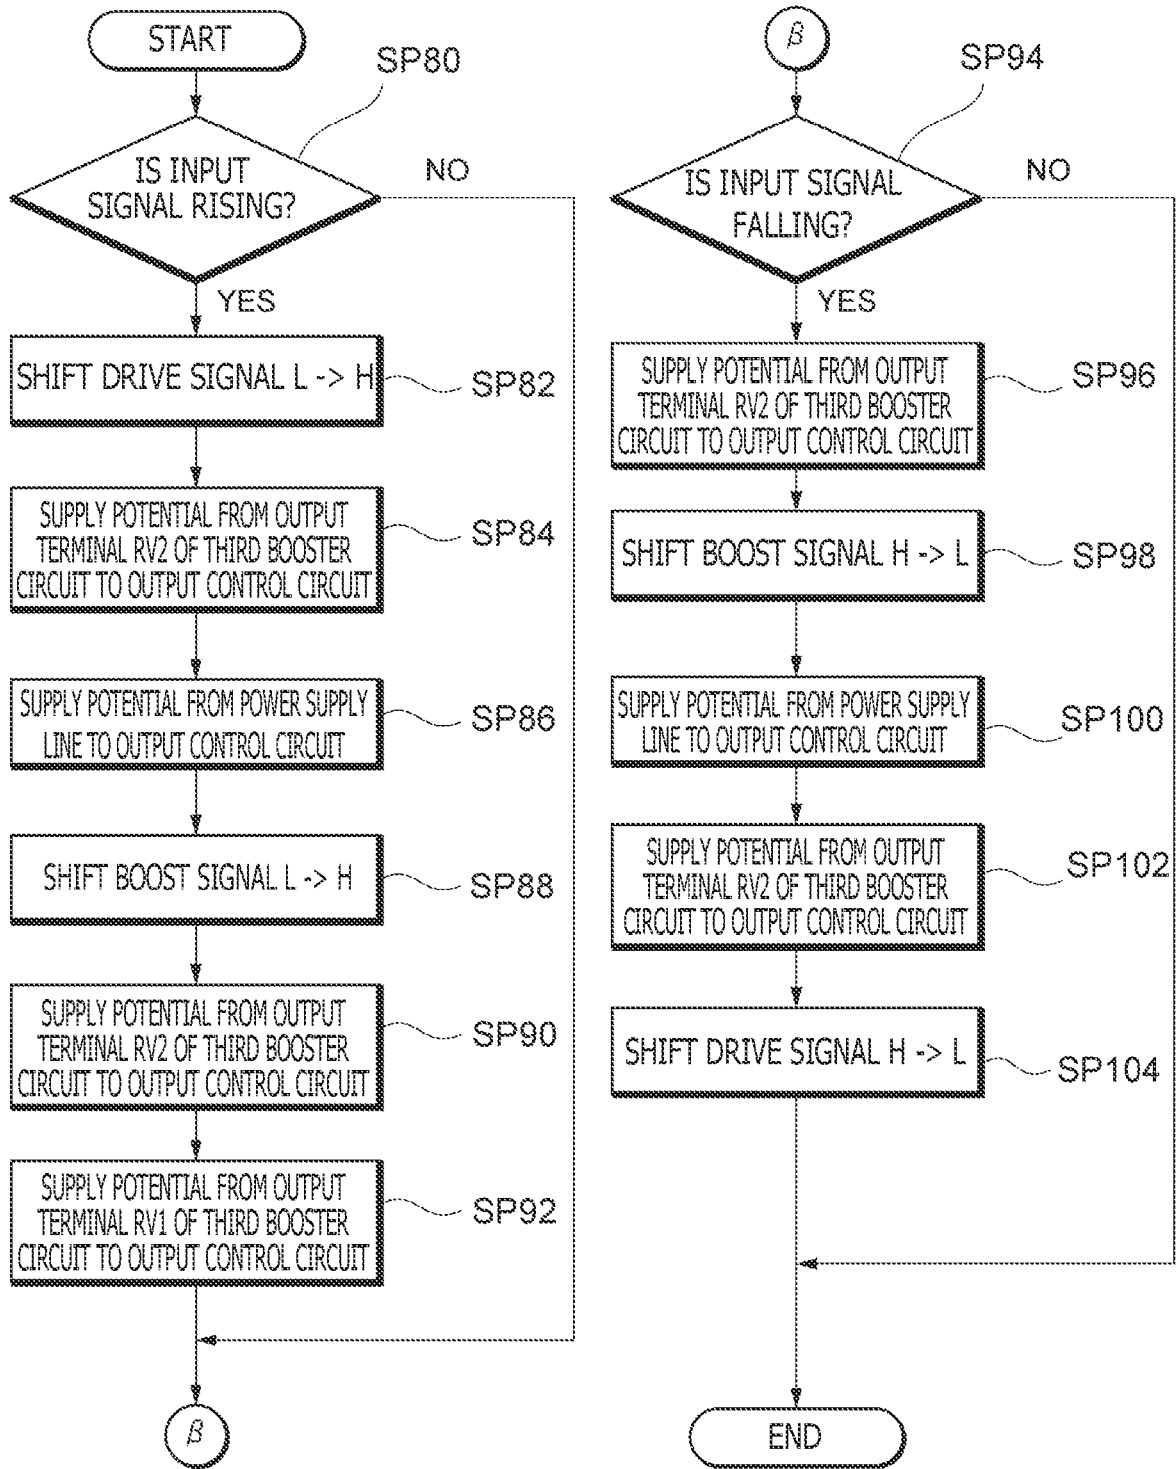 START
SP80
IS INPUT
SIGNAL RISING?
NO
YES
SHIFT DRIVE SIGNAL L -> H
SP82
SUPPLY POTENTIAL FROM OUTPUT
TERMINAL RV2 OF THIRD BOOSTER
CIRCUIT TO OUTPUT CONTROL CIRCUIT
SP84
SUPPLY POTENTIAL FROM POWER SUPPLY
LINE TO OUTPUT CONTROL CIRCUIT
SP86
SHIFT BOOST SIGNAL L -> H
SP88
SUPPLY POTENTIAL FROM OUTPUT
TERMINAL RV2 OF THIRD BOOSTER
CIRCUIT TO OUTPUT CONTROL CIRCUIT
SP90
SUPPLY POTENTIAL FROM OUTPUT
TERMINAL RV1 OF THIRD BOOSTER
CIRCUIT TO OUTPUT CONTROL CIRCUIT
SP92
β
β
SP94
IS INPUT SIGNAL
FALLING?
NO
YES
SUPPLY POTENTIAL FROM OUTPUT
TERMINAL RV2 OF THIRD BOOSTER
CIRCUIT TO OUTPUT CONTROL CIRCUIT
SP96
SHIFT BOOST SIGNAL H -> L
SP98
SUPPLY POTENTIAL FROM POWER SUPPLY
LINE TO OUTPUT CONTROL CIRCUIT
SP100
SUPPLY POTENTIAL FROM OUTPUT
TERMINAL RV2 OF THIRD BOOSTER
CIRCUIT TO OUTPUT CONTROL CIRCUIT
SP102
SHIFT DRIVE SIGNAL H -> L
SP104
END